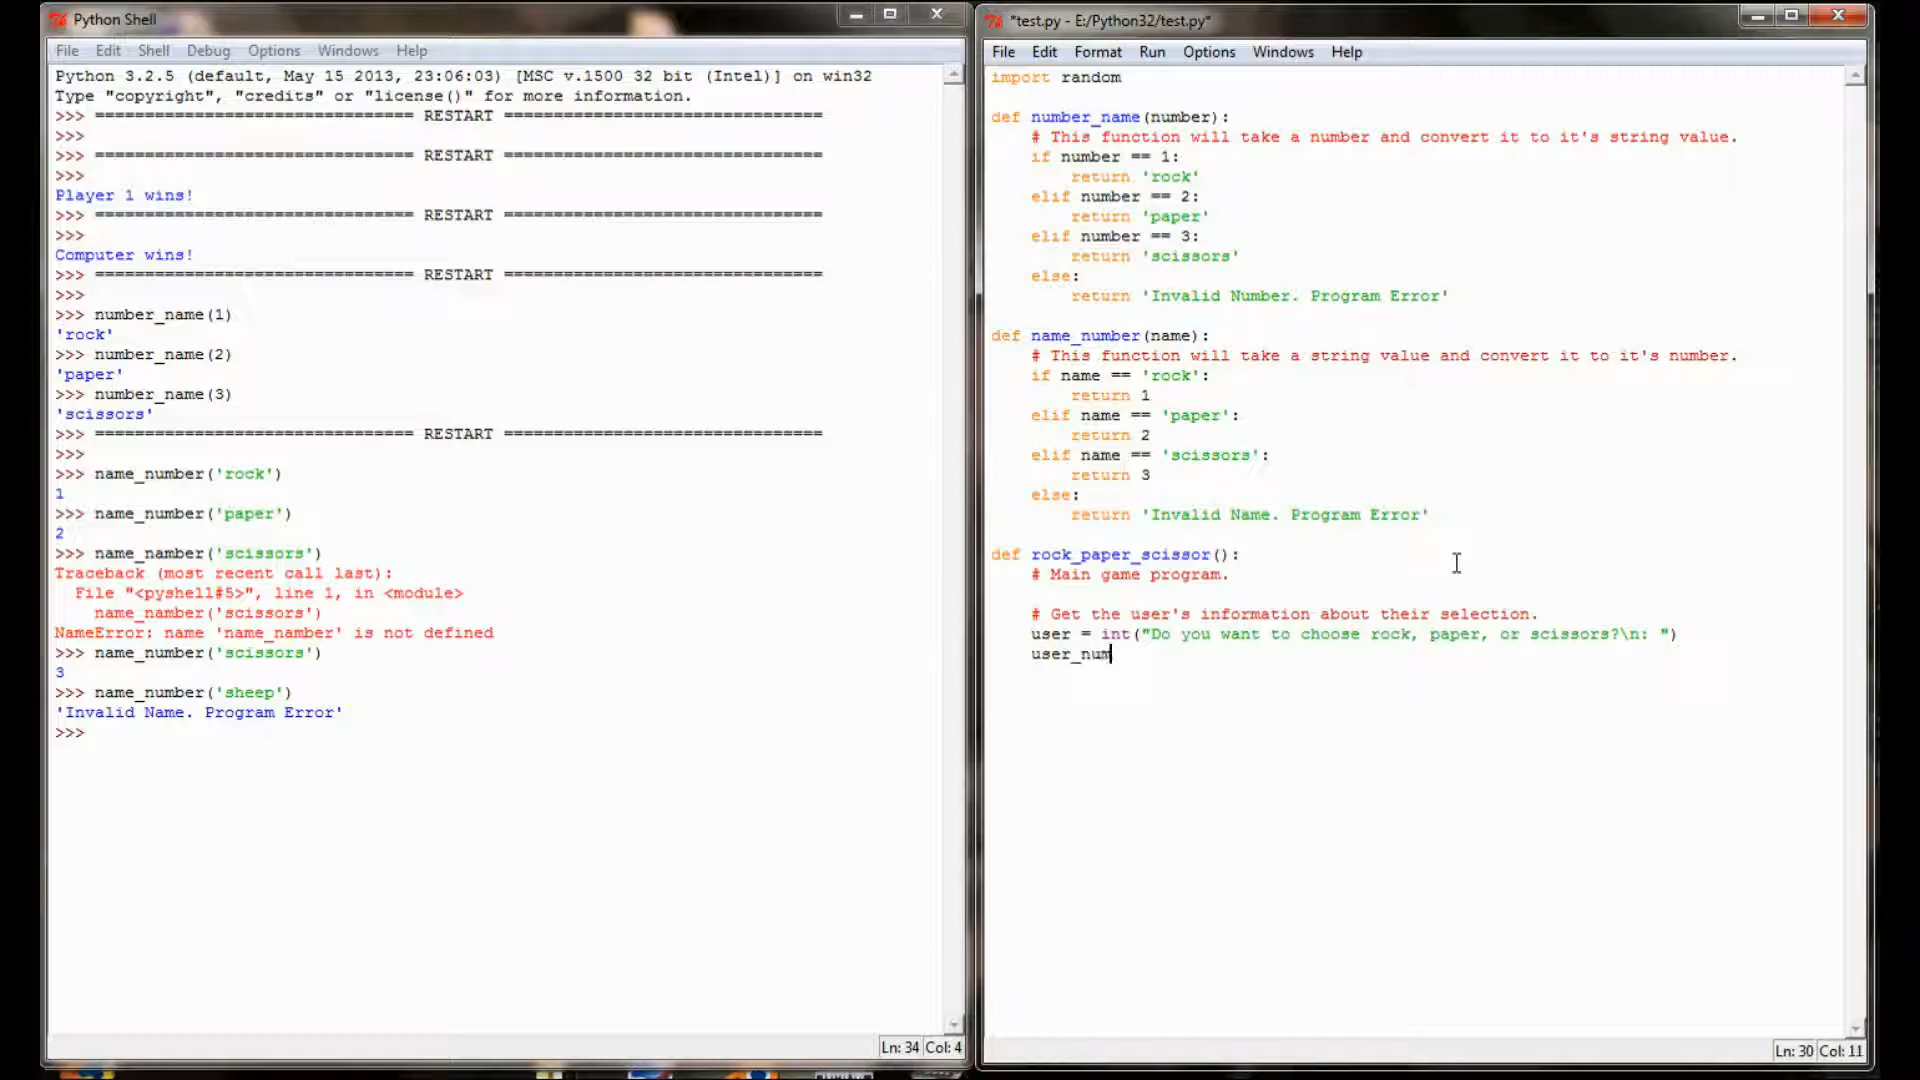 Python Shell
File Edit Shell Debug Options Windows Help
Python 3.2.5 (default, May 15 2013, 23:06:03) [MSC v.1500 32 bit (Intel)] on win32
Type "copyright", "credits" or "license()" for more information.
>>> ================================ RESTART ================================
>>>
>>> ================================ RESTART ================================
>>>
Player 1 wins!
>>> ================================ RESTART ================================
>>>
Computer wins!
>>> ================================ RESTART ================================
>>>
>>> number_name(1)
'rock'
>>> number_name(2)
'paper'
>>> number_name(3)
'scissors'
>>> ================================ RESTART ================================
>>>
>>> name_number('rock')
1
>>> name_number('paper')
2
>>> name_namber('scissors')
Traceback (most recent call last):
  File "<pyshell#5>", line 1, in <module>
    name_namber('scissors')
NameError: name 'name_namber' is not defined
>>> name_number('scissors')
3
>>> name_number('sheep')
'Invalid Name. Program Error'
>>>
Ln: 34 Col: 4
*test.py - E:/Python32/test.py*
File Edit Format Run Options Windows Help
import random
def number_name(number):
    # This function will take a number and convert it to it's string value.
    if number == 1:
        return 'rock'
    elif number == 2:
        return 'paper'
    elif number == 3:
        return 'scissors'
    else:
        return 'Invalid Number. Program Error'
def name_number(name):
    # This function will take a string value and convert it to it's number.
    if name == 'rock':
        return 1
    elif name == 'paper':
        return 2
    elif name == 'scissors':
        return 3
    else:
        return 'Invalid Name. Program Error'
def rock_paper_scissor():
    # Main game program.
    # Get the user's information about their selection.
    user = int("Do you want to choose rock, paper, or scissors?\n: ")
    user_num
Ln: 30 Col: 11